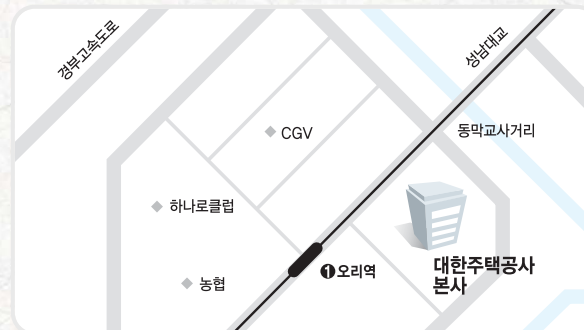 경부고속도로
성남대교
동막교사거리
CGV
하나로클럽
농협
❶오리역
대한주택공사
본사